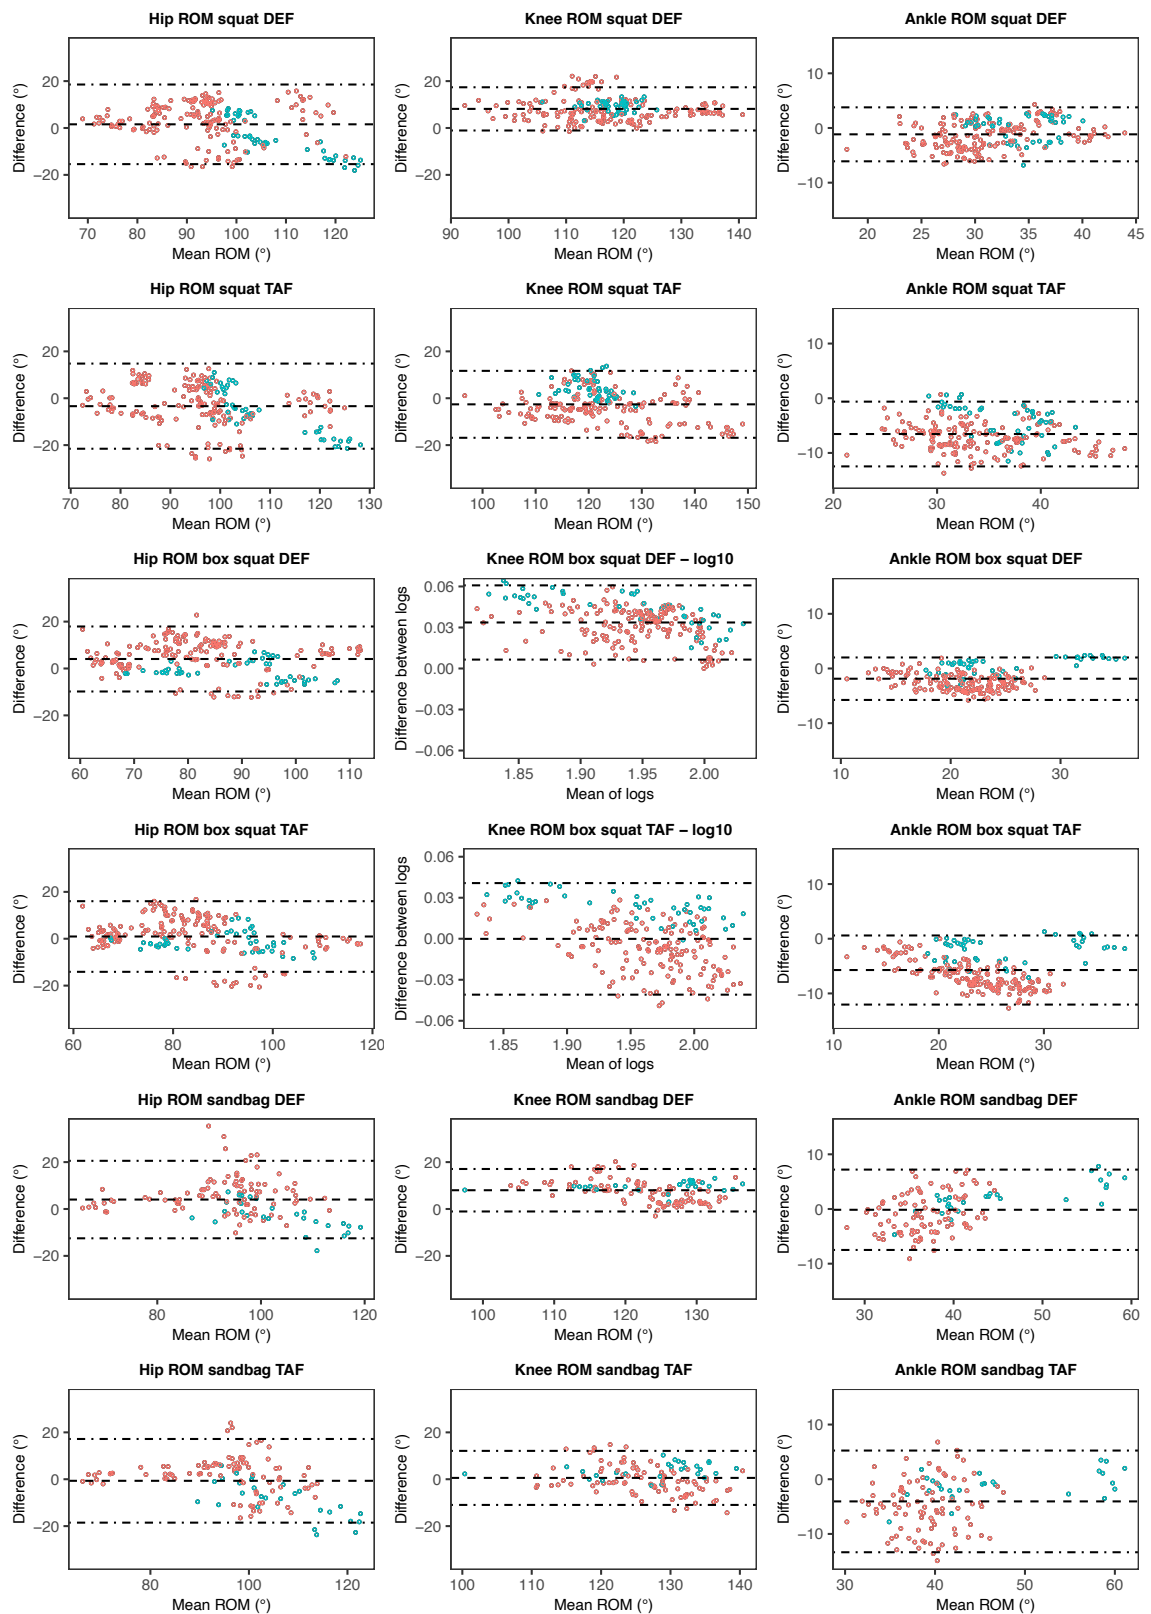 Hip ROM squat DEF
Knee ROM squat DEF
Ankle ROM squat DEF
Difference (°)
20
0
−20
70 80 90 100 110 120
Mean ROM (°)
Difference (°)
20
0
−20
90 100 110 120 130 140
Mean ROM (°)
Difference (°)
10
0
−10
20 25 30 35 40 45
Mean ROM (°)
Hip ROM squat TAF
Knee ROM squat TAF
Ankle ROM squat TAF
Difference (°)
20
0
−20
70 80 90 100 110 120 130
Mean ROM (°)
Difference (°)
20
0
−20
100 110 120 130 140 150
Mean ROM (°)
Difference (°)
10
0
−10
20 30 40
Mean ROM (°)
Hip ROM box squat DEF
Knee ROM box squat DEF − log10
Ankle ROM box squat DEF
Difference (°)
20
0
−20
60 70 80 90 100 110
Mean ROM (°)
Difference between logs
0.06
0.03
0.00
−0.03
−0.06
1.85 1.90 1.95 2.00
Mean of logs
Difference (°)
10
0
−10
10 20 30
Mean ROM (°)
Hip ROM box squat TAF
Knee ROM box squat TAF − log10
Ankle ROM box squat TAF
Difference (°)
20
0
−20
60 80 100 120
Mean ROM (°)
Difference between logs
0.06
0.03
0.00
−0.03
−0.06
1.85 1.90 1.95 2.00
Mean of logs
Difference (°)
10
0
−10
10 20 30
Mean ROM (°)
Hip ROM sandbag DEF
Knee ROM sandbag DEF
Ankle ROM sandbag DEF
Difference (°)
20
0
−20
80 100 120
Mean ROM (°)
Difference (°)
20
0
−20
100 110 120 130
Mean ROM (°)
Difference (°)
10
0
−10
30 40 50 60
Mean ROM (°)
Hip ROM sandbag TAF
Knee ROM sandbag TAF
Ankle ROM sandbag TAF
Difference (°)
20
0
−20
80 100 120
Mean ROM (°)
Difference (°)
20
0
−20
100 110 120 130 140
Mean ROM (°)
Difference (°)
10
0
−10
30 40 50 60
Mean ROM (°)